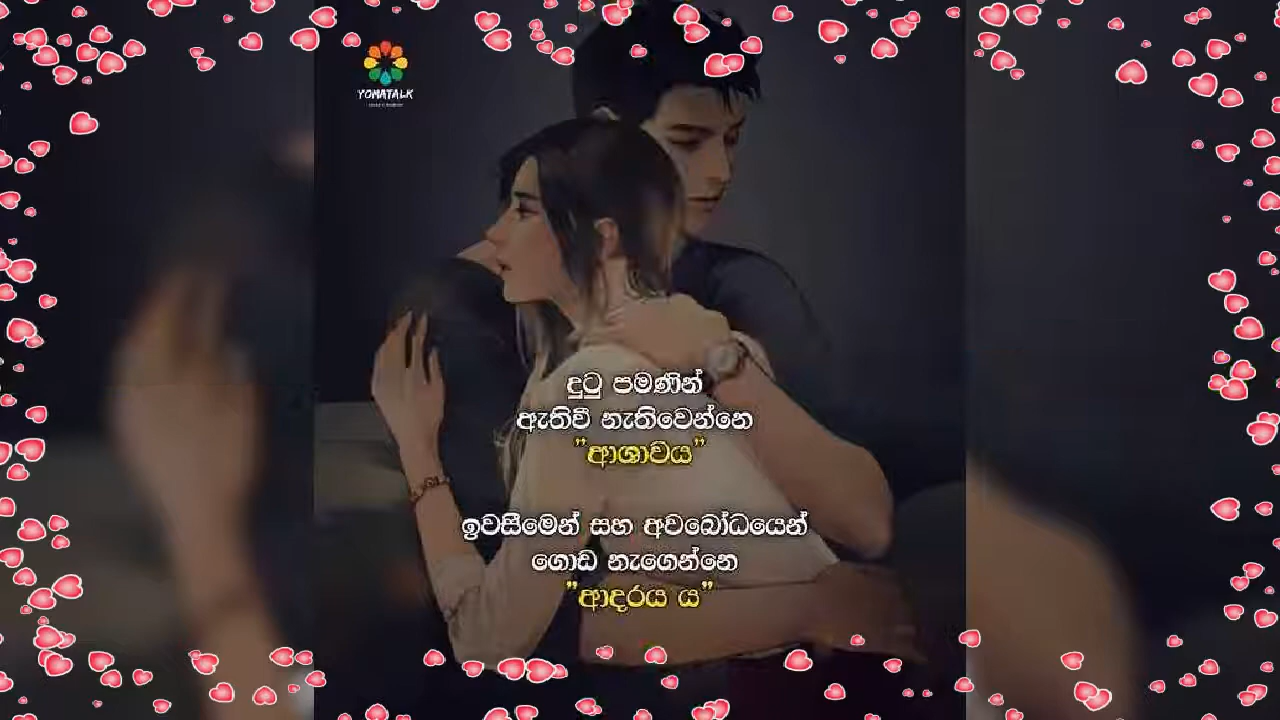 YOMATALK
දුටු පමණින්
ඇතිවී නැතිවෙන්නෙ
"ආශාවය"
ඉවසීමෙන් සහ අවබෝධයෙන්
ගොඩ නැගෙන්නෙ
"ආදරය ය"